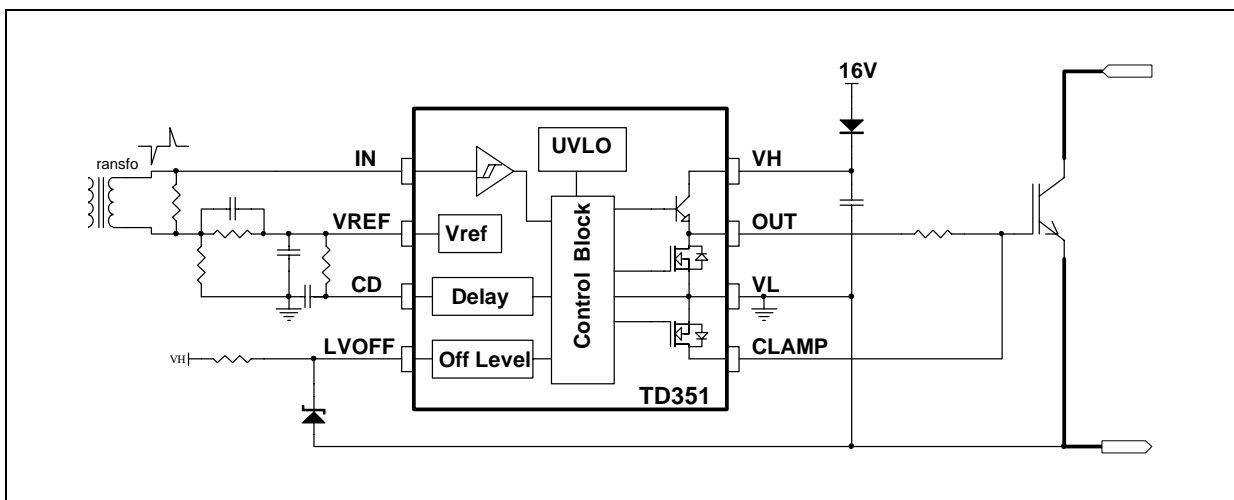 16V
ransfo
IN
UVLO
VH
VREF
Vref
OUT
Control Block
CD
Delay
VL
VH
LVOFF
Off Level
CLAMP
TD351